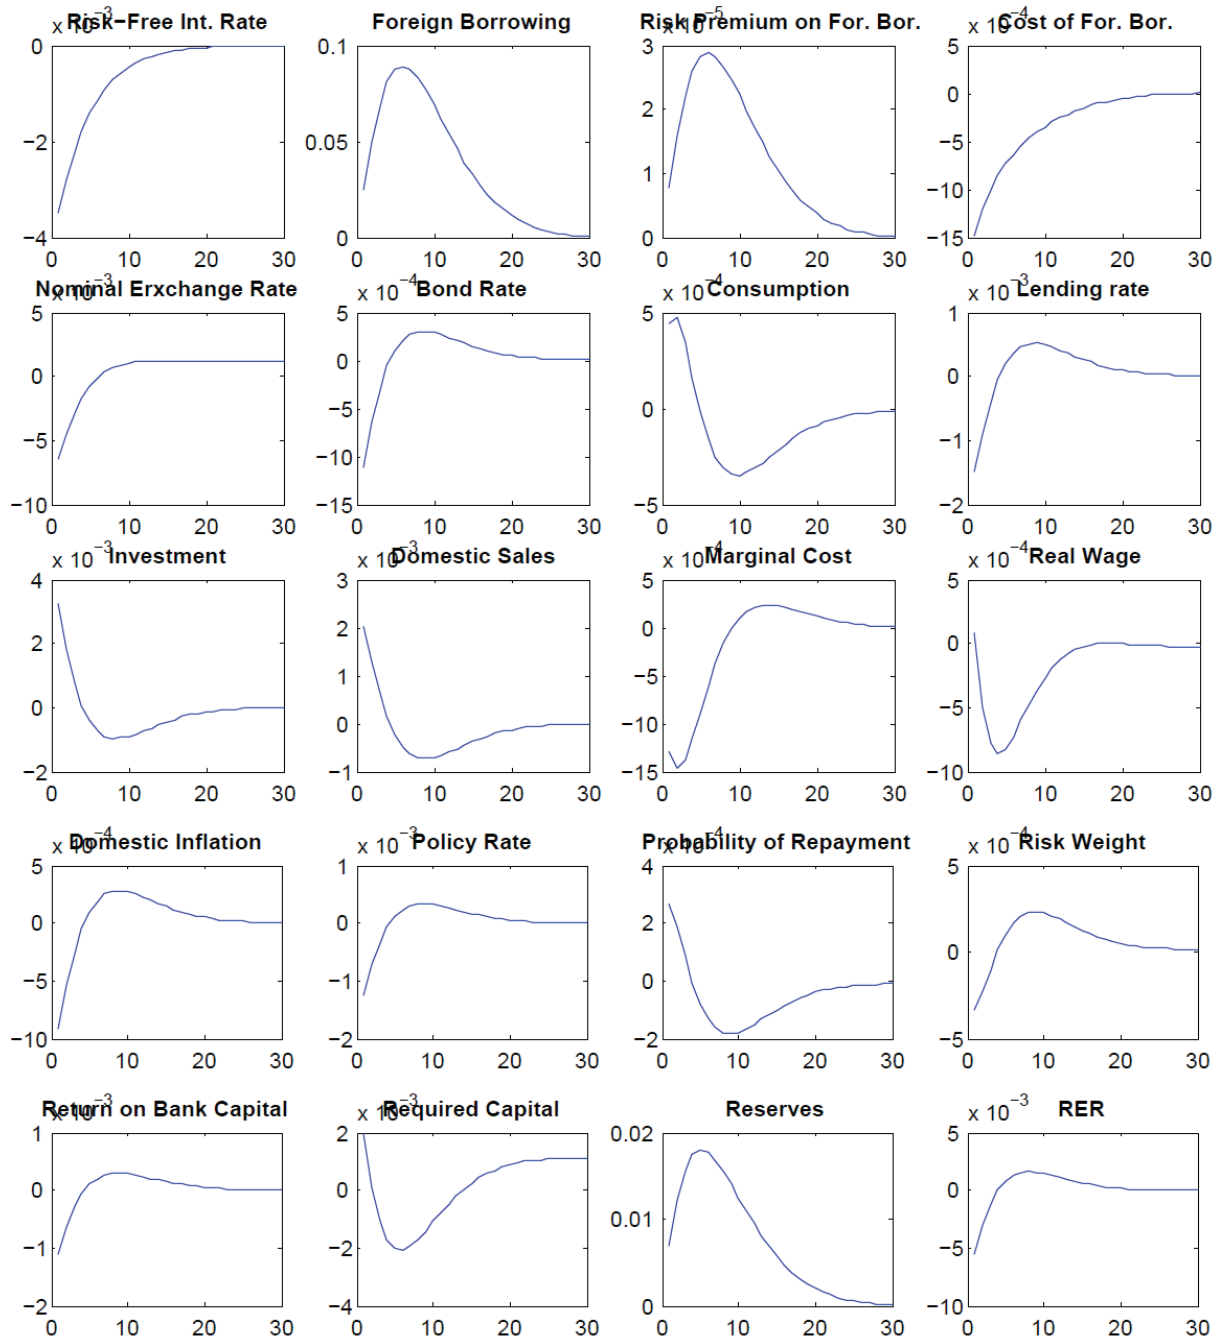 Risk−Free Int. Rate Foreign Borrowing Risk Premium on For. Bor. Cost of For. Bor.
x 10−3 x 10−5 x 10−4
0 −2 −4 0.1 0.05 0 3 2 1 0 5 0 −5 −10 −15
0 10 20 30 0 10 20 30 0 10 20 30 0 10 20 30
Nominal Erxchange Rate Bond Rate Consumption Lending rate
x 10−3 x 10−4 x 10−4 x 10−3
5 0 −5 −10 5 0 −5 −10 −15 5 0 −5 1 0 −1 −2
0 10 20 30 0 10 20 30 0 10 20 30 0 10 20 30
Investment Domestic Sales Marginal Cost Real Wage
x 10−3 x 10−3 x 10−4 x 10−4
4 2 0 −2 3 2 1 0 −1 5 0 −5 −10 −15 5 0 −5 −10
0 10 20 30 0 10 20 30 0 10 20 30 0 10 20 30
Domestic Inflation Policy Rate Probability of Repayment Risk Weight
x 10−4 x 10−3 x 10−4 x 10−4
5 0 −5 −10 1 0 −1 −2 4 2 0 −2 5 0 −5
0 10 20 30 0 10 20 30 0 10 20 30 0 10 20 30
Return on Bank Capital Required Capital Reserves RER
x 10−3 x 10−3 x 10−3
1 0 −1 −2 2 0 −2 −4 0.02 0.01 0 5 0 −5 −10
0 10 20 30 0 10 20 30 0 10 20 30 0 10 20 30